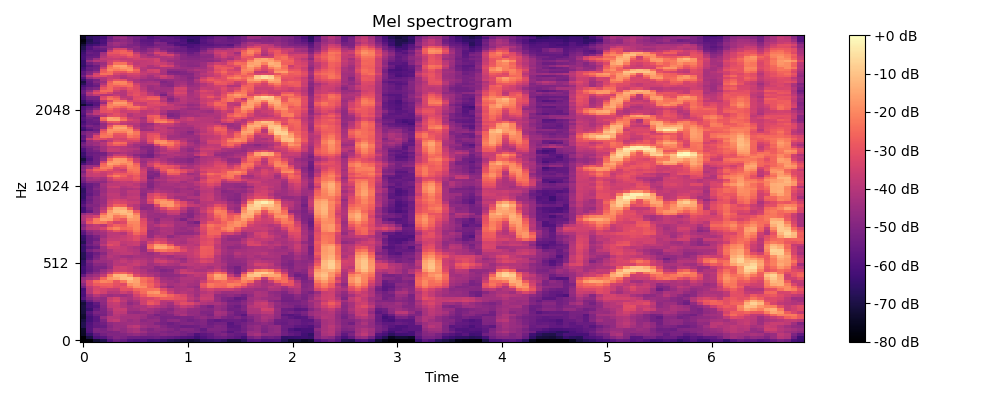 Mel spectrogram
Hz
2048
1024
512
0
0 1 2 3 4 5 6
Time
+0 dB
-10 dB
-20 dB
-30 dB
-40 dB
-50 dB
-60 dB
-70 dB
-80 dB